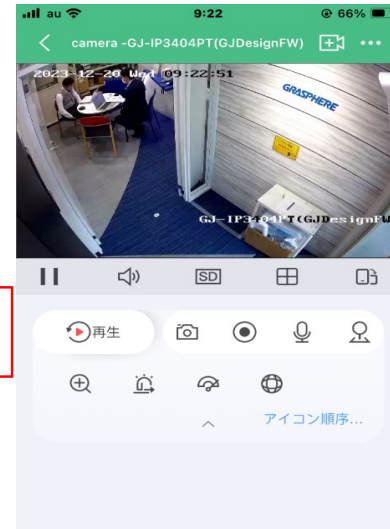 au 9:22 66%
camera -GJ-IP3404PT(GJDesignFW)
2023-12-20 Wed 09:22:51
GRASPHERE
GJ-IP3404PT(GJDesignFW
SD
再生
アイコン順序...